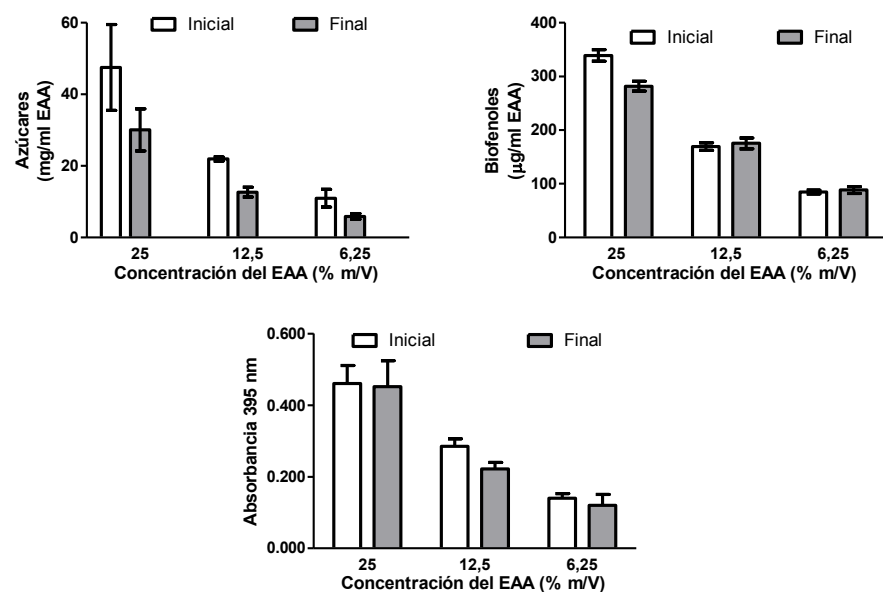 Inicial Final
Azúcares
(mg/ml EAA)
60
40
20
0
25 12,5 6,25
Concentración del EAA (% m/V)
Inicial Final
Biofenoles
(µg/ml EAA)
400
300
200
100
0
25 12,5 6,25
Concentración del EAA (% m/V)
Inicial Final
Absorbancia 395 nm
0.600
0.400
0.200
0.000
25 12,5 6,25
Concentración del EAA (% m/V)